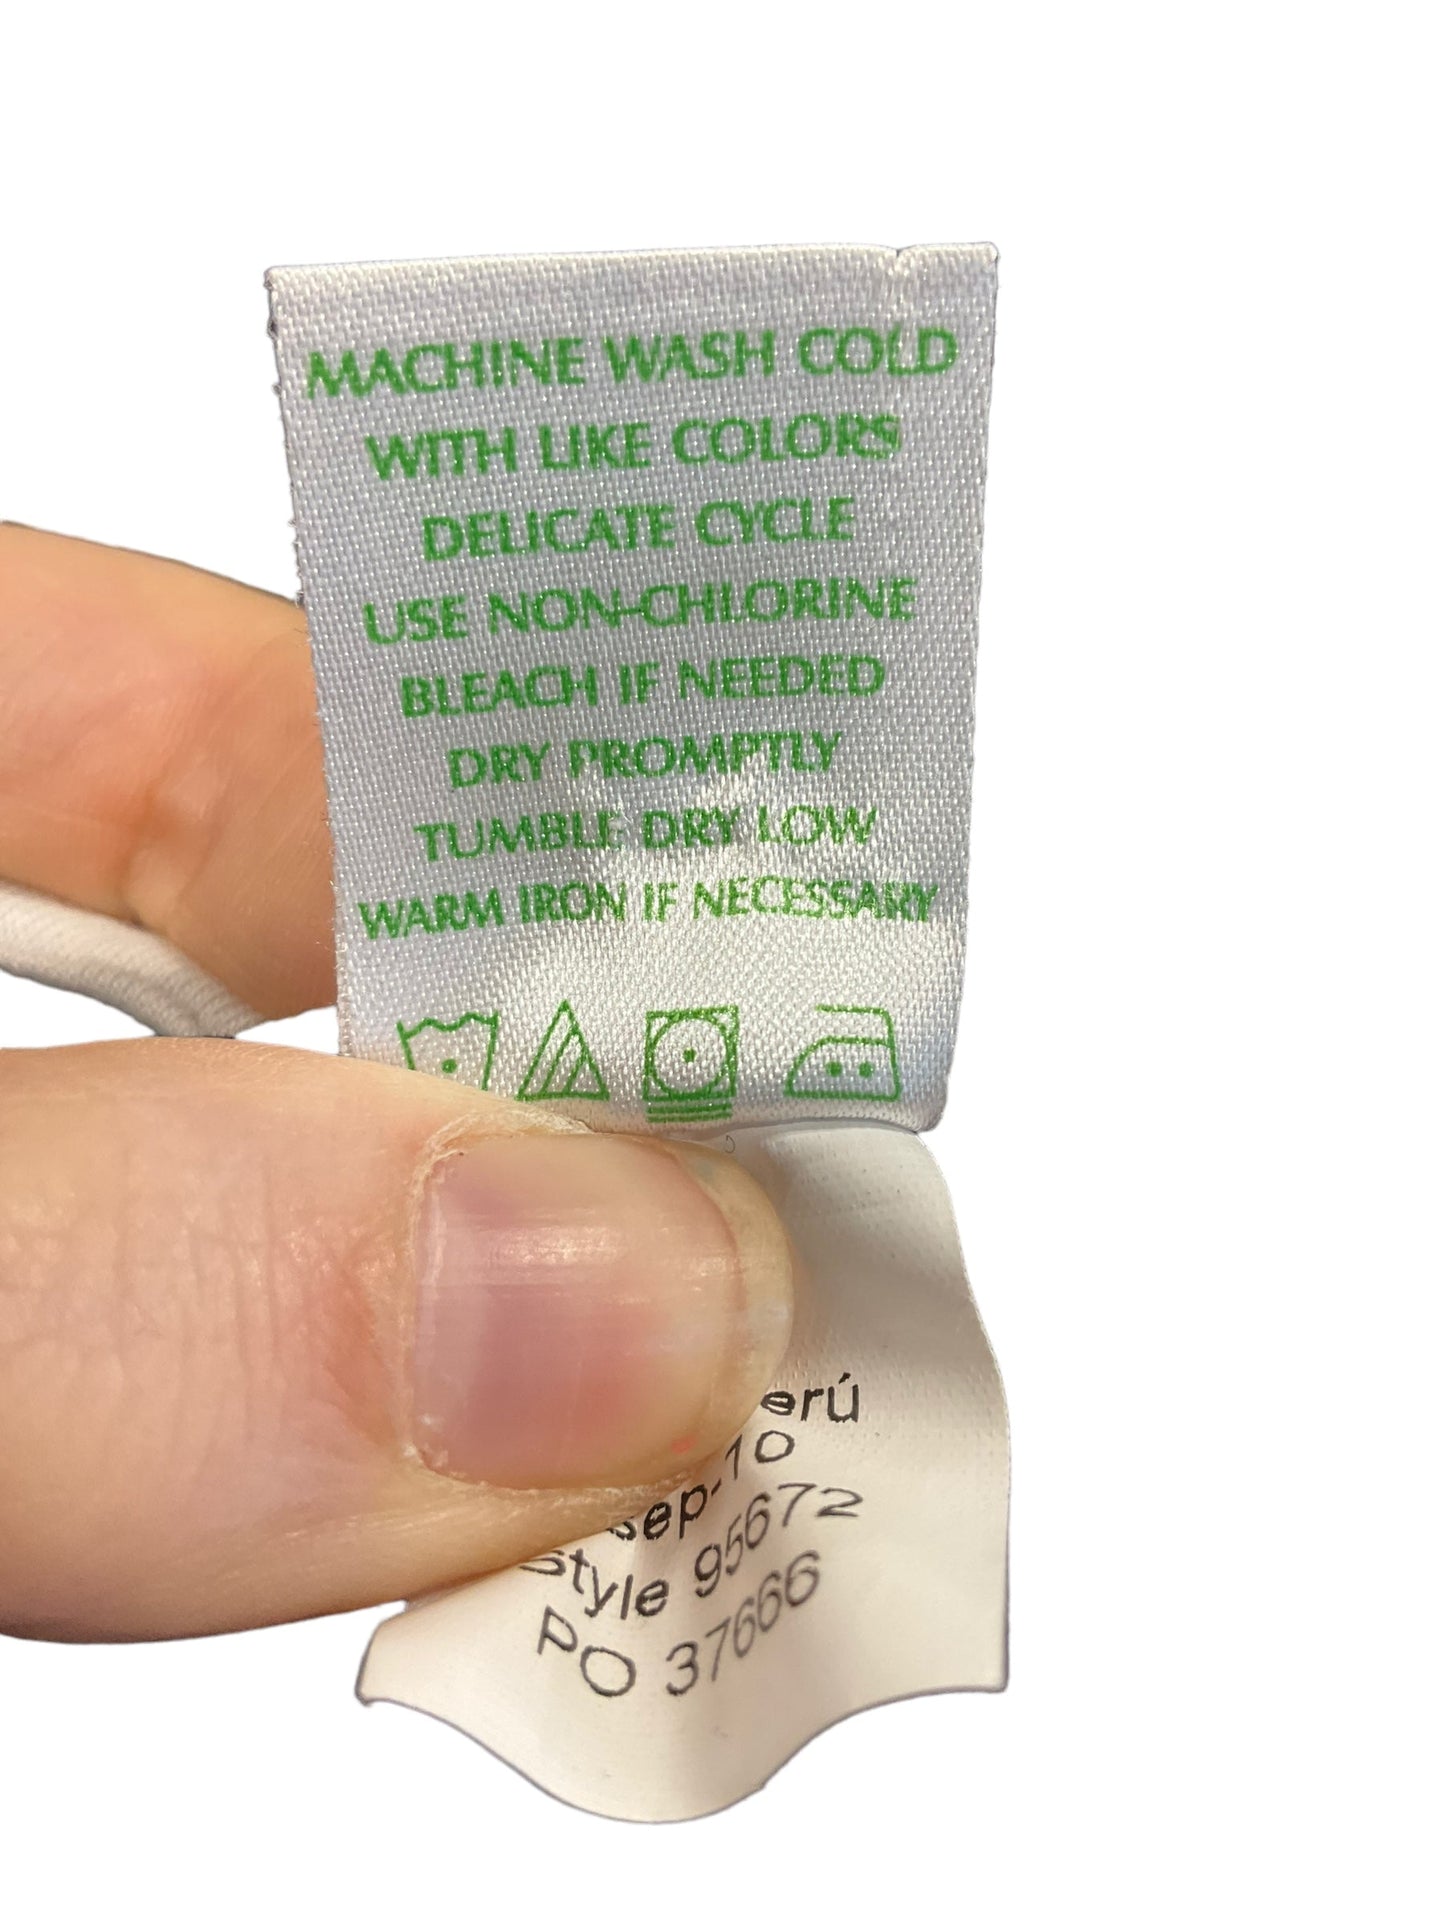 MACHINE WASH COLD
WITH LIKE COLORS
DELICATE CYCLE
USE NON-CHLORINE
BLEACH IF NEEDED
DRY PROMPTLY
TUMBLE DRY LOW
WARM IRON IF NECESSARY
erú
sep-10
Style 95672
PO 37666